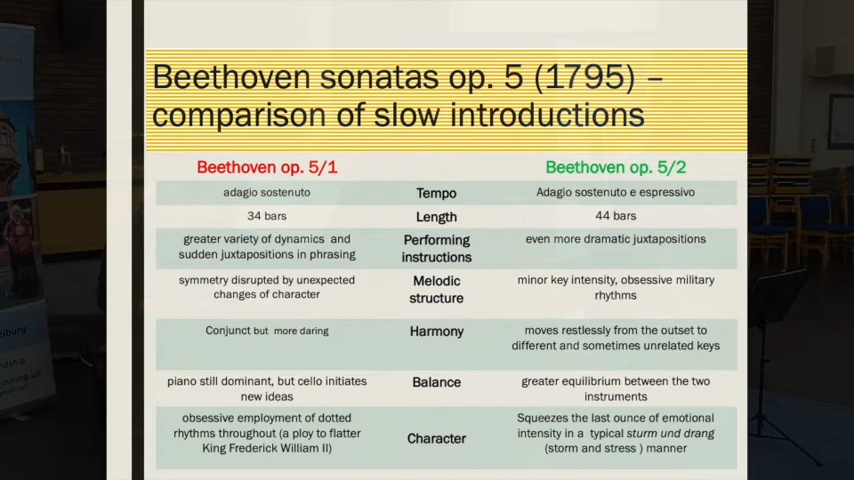 Beethoven sonatas op. 5 (1795) –
comparison of slow introductions
Beethoven op. 5/1
Beethoven op. 5/2
adagio sostenuto
Tempo
Adagio sostenuto e espressivo
34 bars
Length
44 bars
greater variety of dynamics and
sudden juxtapositions in phrasing
Performing
instructions
even more dramatic juxtapositions
symmetry disrupted by unexpected
changes of character
Melodic
structure
minor key intensity, obsessive military
rhythms
Conjunct but more daring
Harmony
moves restlessly from the outset to
different and sometimes unrelated keys
piano still dominant, but cello initiates
new ideas
Balance
greater equilibrium between the two
instruments
obsessive employment of dotted
rhythms throughout (a ploy to flatter
King Frederick William II)
Character
Squeezes the last ounce of emotional
intensity in a typical sturm und drang
(storm and stress ) manner